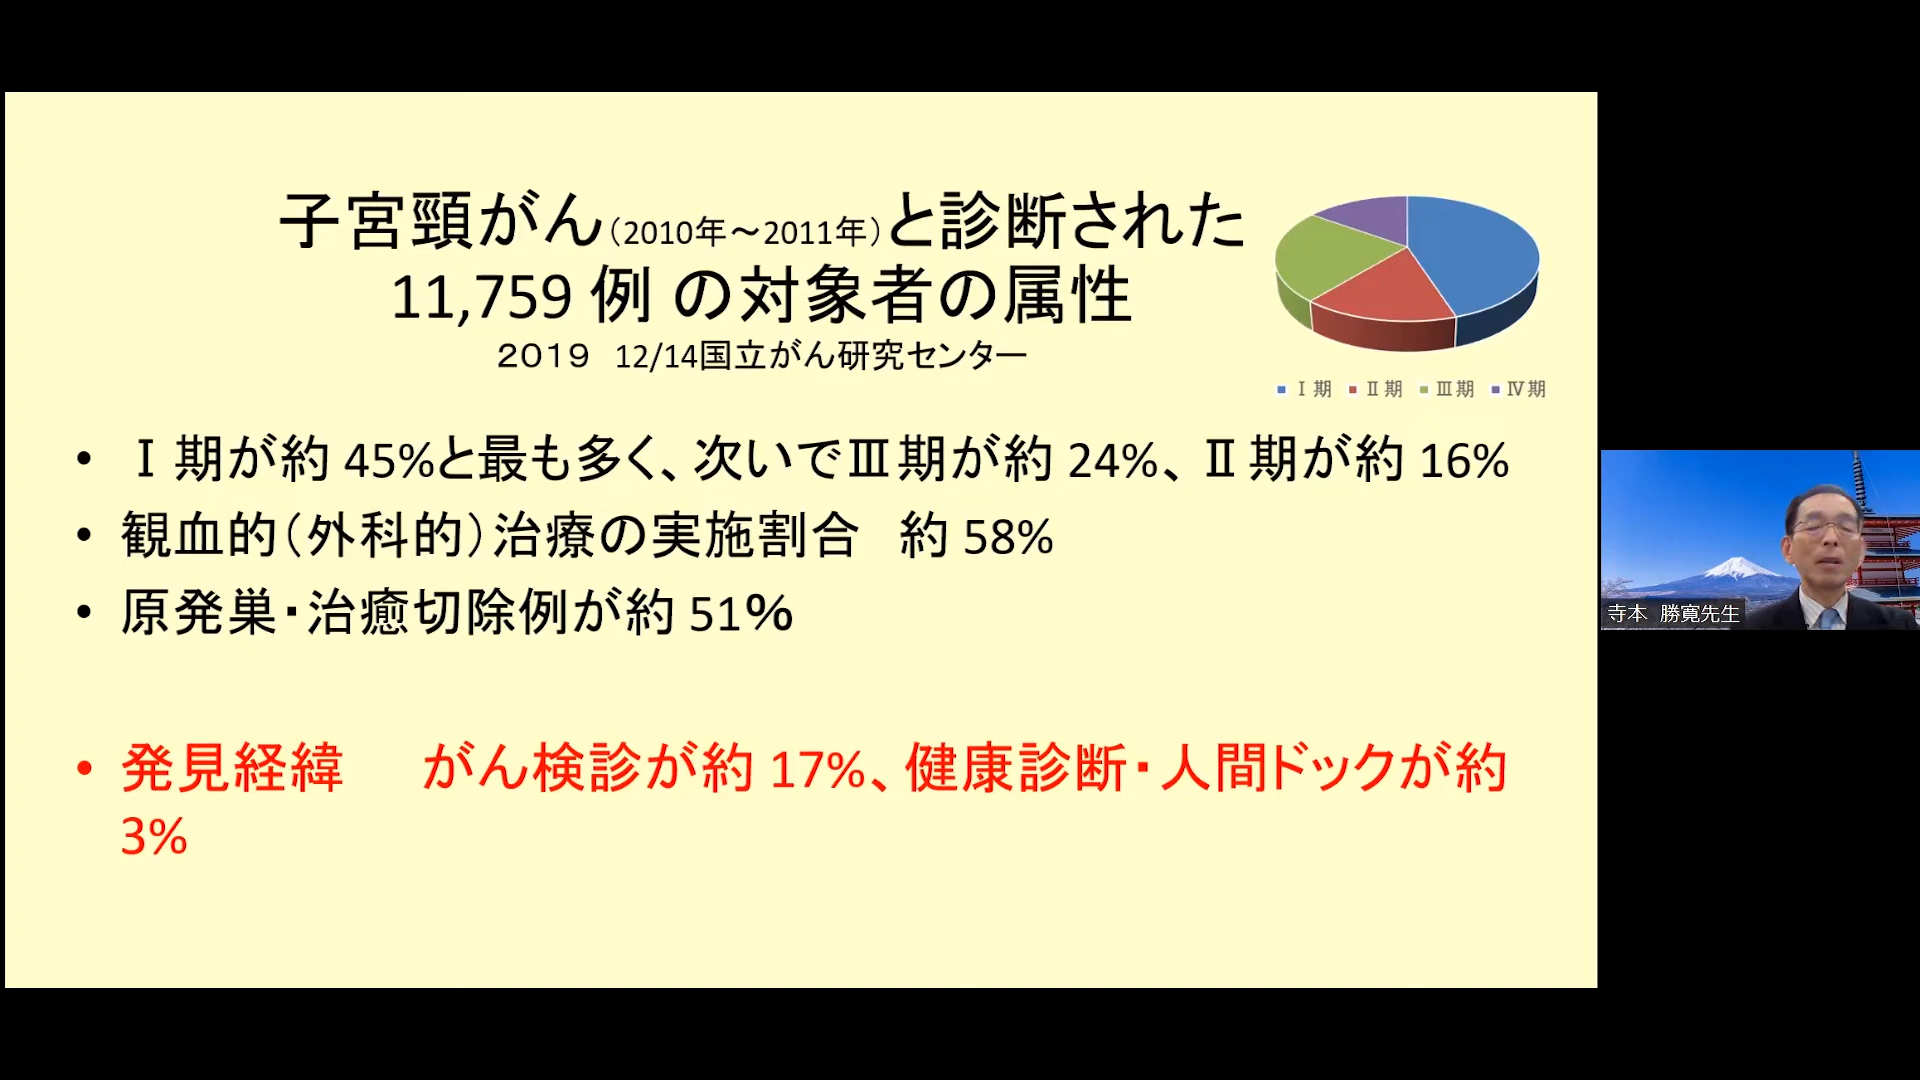 子宮頸がん（2010年～2011年）と診断された
11,759 例 の対象者の属性
２０１９　12/14国立がん研究センター
Ⅰ期 Ⅱ期 Ⅲ期 Ⅳ期
• Ⅰ期が約 45%と最も多く、次いでⅢ期が約 24%、Ⅱ期が約 16%
• 観血的（外科的）治療の実施割合　約 58%
• 原発巣・治癒切除例が約 51％
• 発見経緯　 がん検診が約 17%、健康診断・人間ドックが約
3%
寺本　勝寛先生